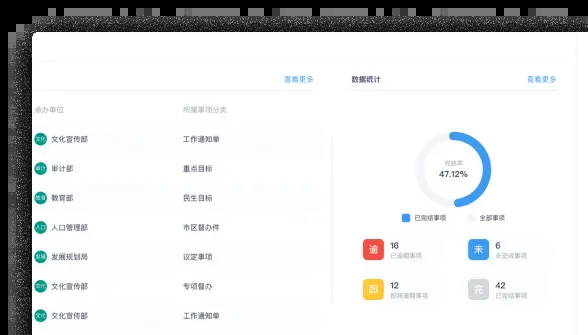 查看更多
数据统计
查看更多
承办单位
所属事项分类
文化
文化宣传部
工作通知单
审计
审计部
重点目标
教育
教育部
民生目标
人口
人口管理部
市区督办件
发展
发展规划局
议定事项
文化
文化宣传部
专项督办
文化
文化宣传部
工作通知单
完结率
47.12%
已完结事项
全部事项
逾
16
已逾期事项
未
6
未签收事项
即
12
即将逾期事项
完
42
已完结事项